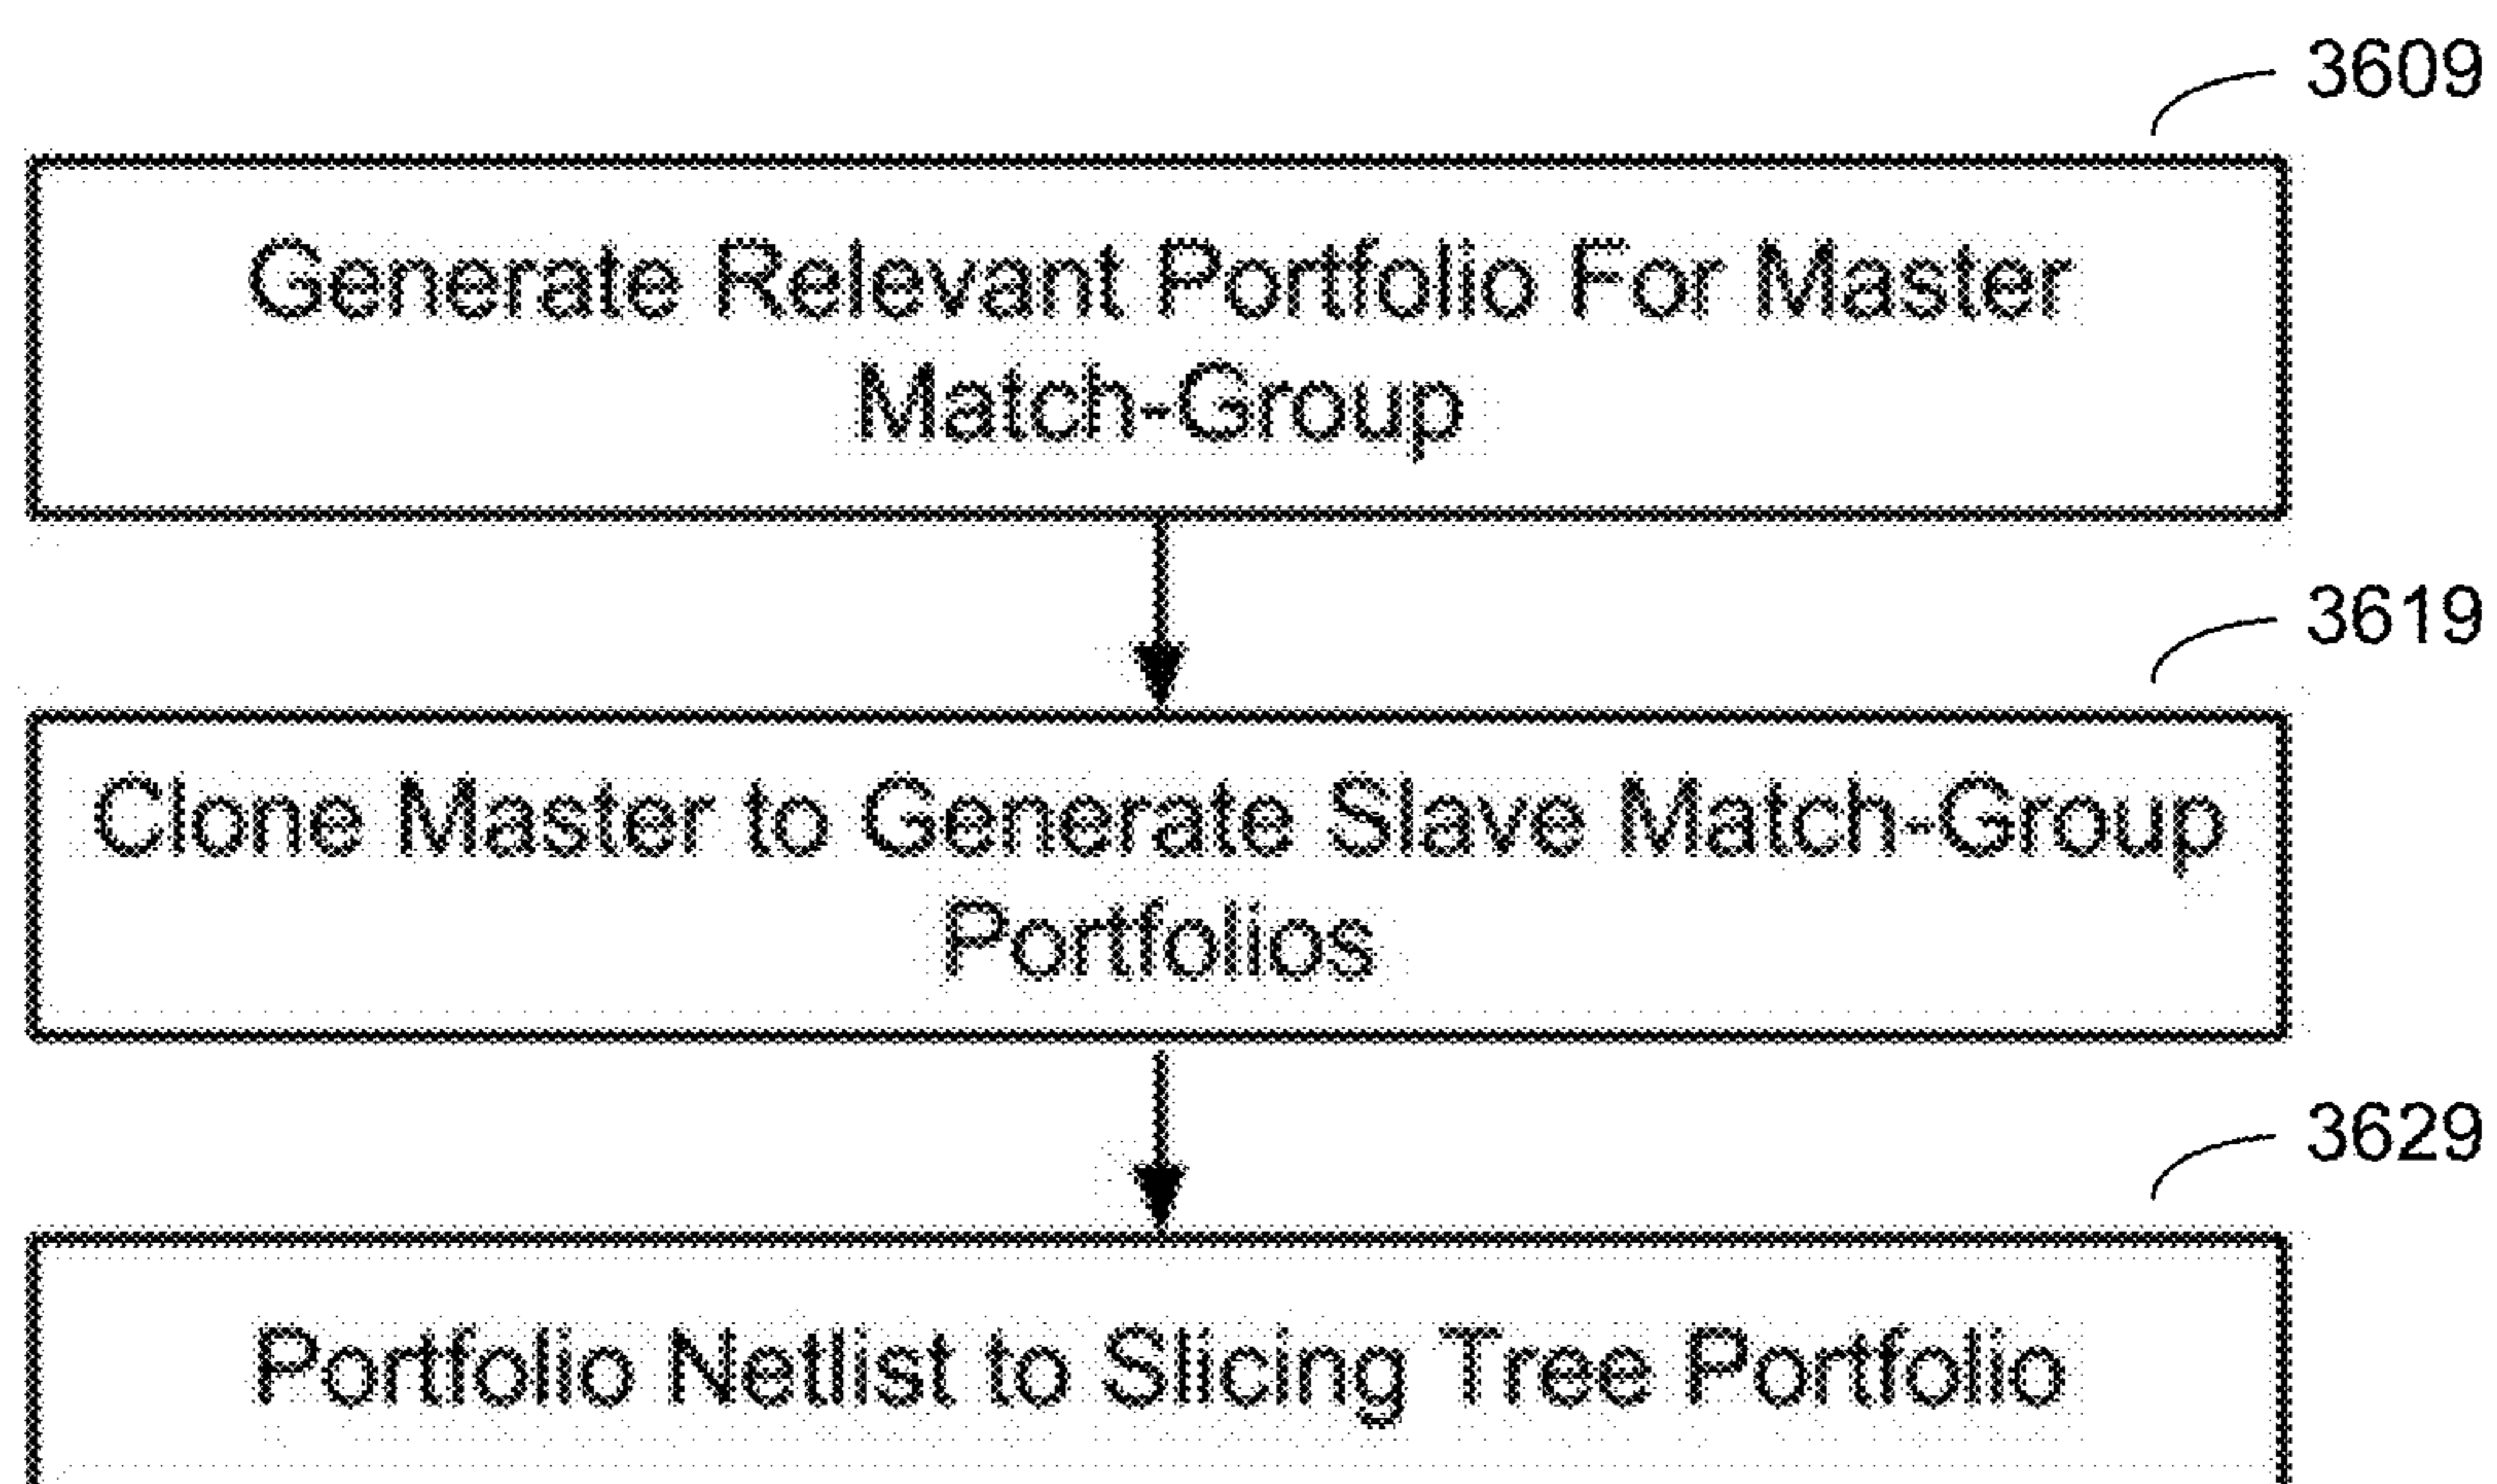 3609
Generate Relevant Portfolio For Master
Match-Group
3619
Clone Master to Generate Slave Match-Group
Portfolios
3629
Portfolio Netlist to Slicing Tree Portfolio